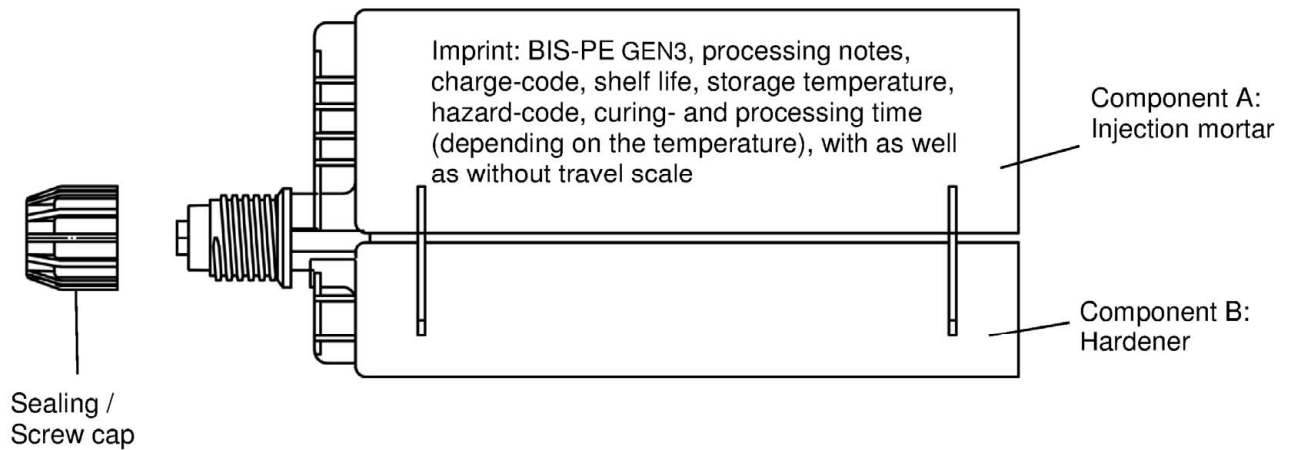 Imprint: BIS-PE GEN3, processing notes,
charge-code, shelf life, storage temperature,
hazard-code, curing- and processing time
(depending on the temperature), with as well
as without travel scale
Component A:
Injection mortar
Component B:
Hardener
Sealing /
Screw cap